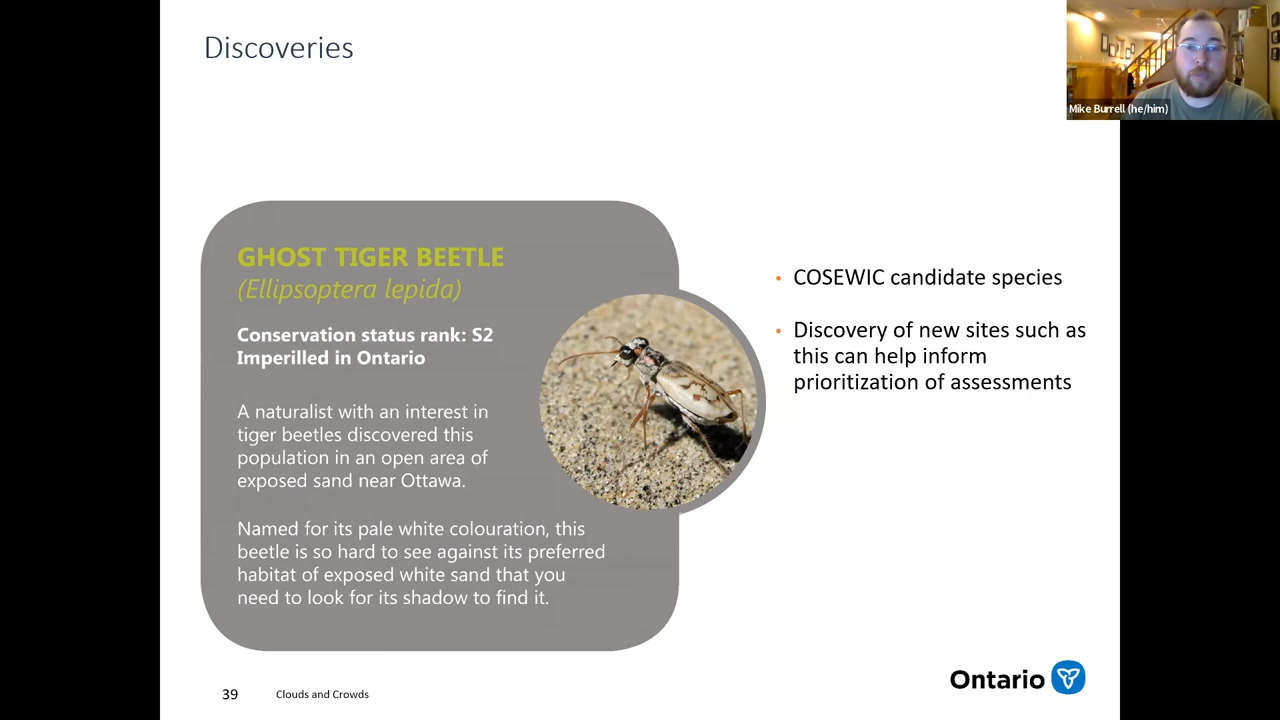 Discoveries
Mike Burrell (he/him)
GHOST TIGER BEETLE
(Ellipsoptera lepida)
Conservation status rank: S2
Imperilled in Ontario
A naturalist with an interest in
tiger beetles discovered this
population in an open area of
exposed sand near Ottawa.
Named for its pale white colouration, this
beetle is so hard to see against its preferred
habitat of exposed white sand that you
need to look for its shadow to find it.
• COSEWIC candidate species
• Discovery of new sites such as
this can help inform
prioritization of assessments
39
Clouds and Crowds
Ontario